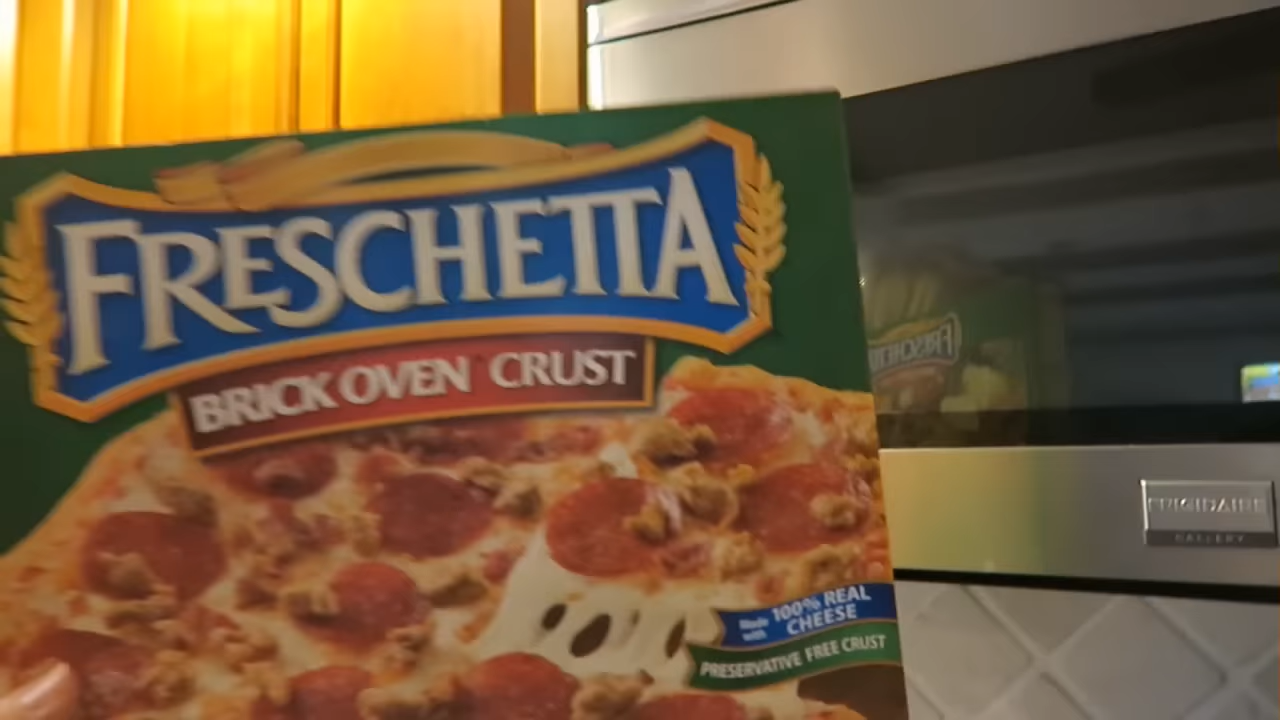 FRESCHETTA
BRICK OVEN CRUST
Made with 100% REAL CHEESE
PRESERVATIVE FREE CRUST
FRIGIDAIRE
GALLERY